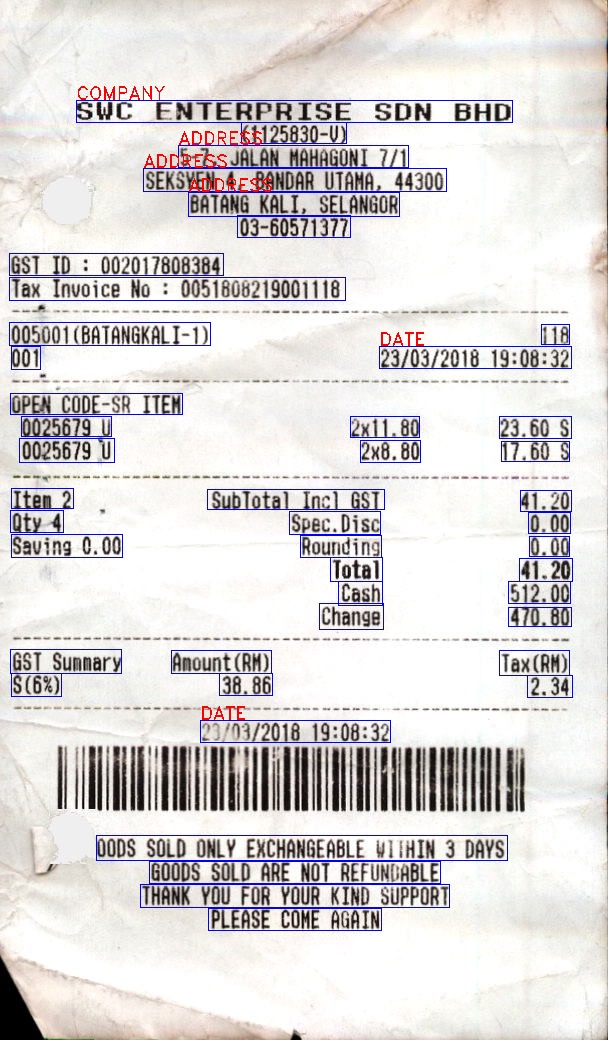 COMPANY
SWC ENTERPRISE SDN BHD
ADDRESS
(1125830-V)
ADDRESS
5-7, JALAN MAHAGONI 7/1
ADDRESS
SEKSYEN 4, BANDAR UTAMA, 44300
BATANG KALI, SELANGOR
03-60571377
GST ID : 002017808384
Tax Invoice No : 0051808219001118
005001(BATANGKALI-1) 118
DATE
001 23/03/2018 19:08:32
OPEN CODE-SR ITEM
0025679 U 2x11.80 23.60 S
0025679 U 2x8.80 17.60 S
Item 2 SubTotal Incl GST 41.20
Qty 4 Spec.Disc 0.00
Saving 0.00 Rounding 0.00
Total 41.20
Cash 512.00
Change 470.80
GST Summary Amount(RM) Tax(RM)
S(6%) 38.86 2.34
DATE
23/03/2018 19:08:32
OODS SOLD ONLY EXCHANGEABLE WITHIN 3 DAYS
GOODS SOLD ARE NOT REFUNDABLE
THANK YOU FOR YOUR KIND SUPPORT
PLEASE COME AGAIN